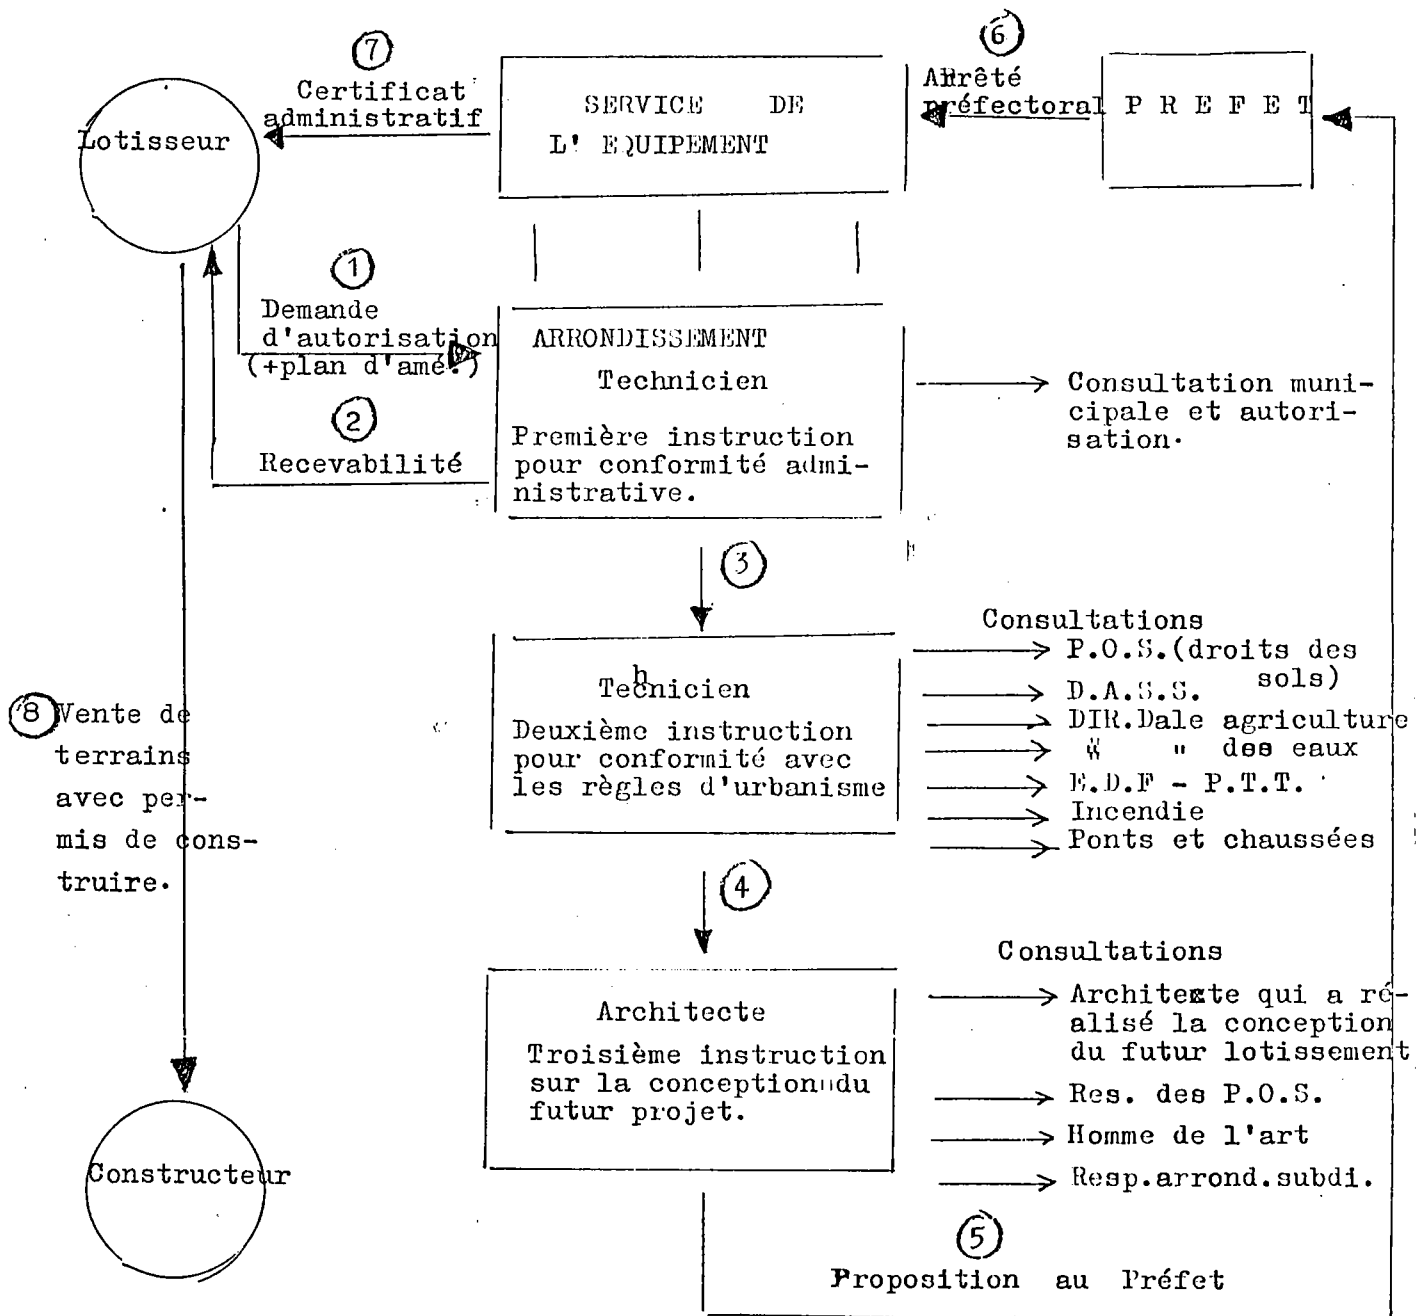 7
Certificat
administratif
Lotisseur
SERVICE DE
L' EQUIPEMENT
6
Arrêté
préfectoral
P R E F E T
1
Demande
d'autorisation
(+plan d'amé.)
2
Recevabilité
ARRONDISSEMENT
Technicien
Première instruction
pour conformité admi-
nistrative.
Consultation muni-
cipale et autori-
sation.
3
Technicien
Deuxième instruction
pour conformité avec
les règles d'urbanisme
Consultations
P.O.S.(droits des
sols)
D.A.S.S.
DIR.Dale agriculture
" " des eaux
E.D.F - P.T.T.
Incendie
Ponts et chaussées
8 Vente de
terrains
avec per-
mis de cons-
truire.
4
Architecte
Troisième instruction
sur la conception du
futur projet.
Consultations
Architecte qui a ré-
alisé la conception
du futur lotissement
Res. des P.O.S.
Homme de l'art
Resp.arrond.subdi.
Constructeur
5
Proposition au Préfet